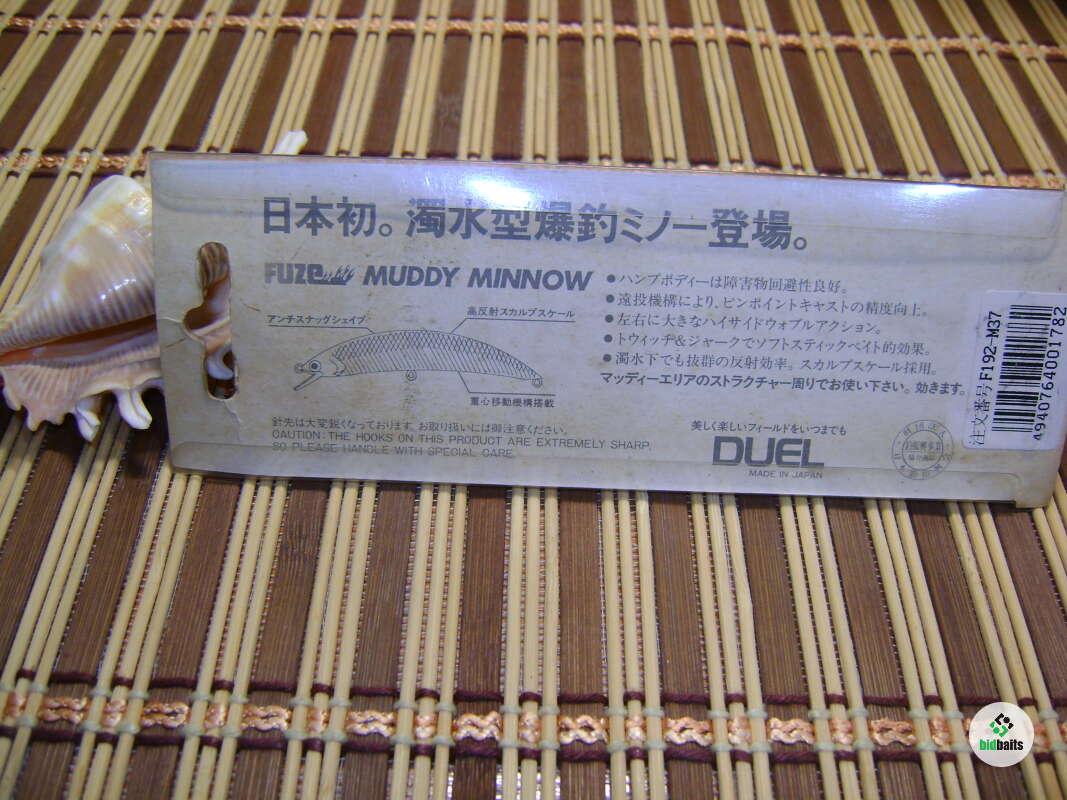 日本初。濁水型爆釣ミノー登場。
FUZE MUDDY MINNOW
アンチスナッグシェイプ
高反射スカルプスケール
重心移動機構搭載
●ハンプボディーは障害物回避性良好。
●遠投機構により、ピンポイントキャストの精度向上。
●左右に大きなハイサイドウォブルアクション。
●トウィッチ&ジャークでソフトスティックベイト的効果。
●濁水下でも抜群の反射効率。スカルプスケール採用。
マッディーエリアのストラクチャー周りでお使い下さい。効きます。
針先は大変鋭くなっております。お取り扱いには御注意ください。
CAUTION: THE HOOKS ON THIS PRODUCT ARE EXTREMELY SHARP,
SO PLEASE HANDLE WITH SPECIAL CARE.
美しく楽しいフィールドをいつまでも
DUEL
MADE IN JAPAN
注文番号 F192-M37
4940764001782
bidbaits